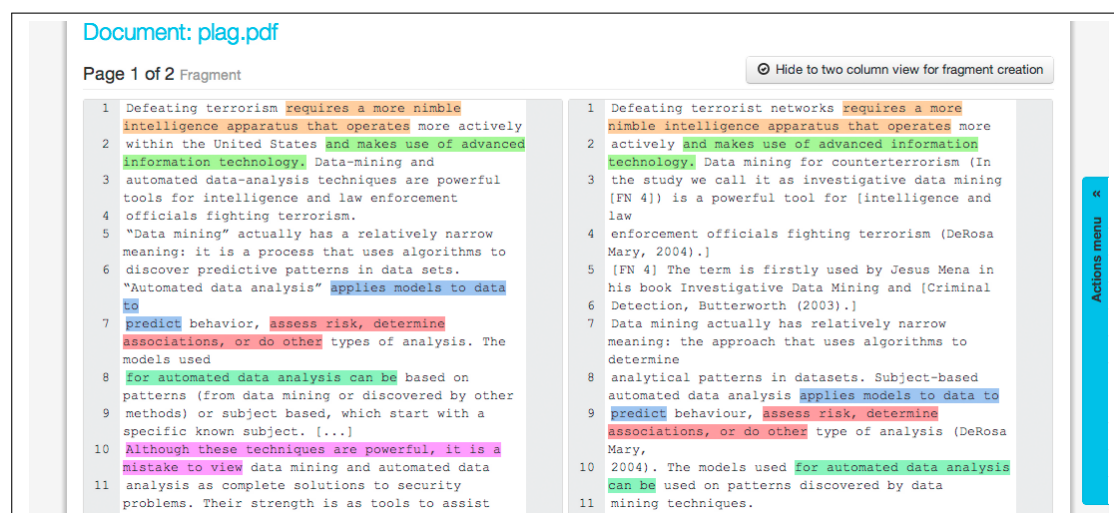 Document: plag.pdf
Page 1 of 2 Fragment
Hide to two column view for fragment creation
1 Defeating terrorism requires a more nimble
intelligence apparatus that operates more actively
2 within the United States and makes use of advanced
information technology. Data-mining and
3 automated data-analysis techniques are powerful
tools for intelligence and law enforcement
4 officials fighting terrorism.
5 “Data mining” actually has a relatively narrow
meaning: it is a process that uses algorithms to
6 discover predictive patterns in data sets.
“Automated data analysis” applies models to data
to
7 predict behavior, assess risk, determine
associations, or do other types of analysis. The
models used
8 for automated data analysis can be based on
patterns (from data mining or discovered by other
9 methods) or subject based, which start with a
specific known subject. [...]
10 Although these techniques are powerful, it is a
mistake to view data mining and automated data
11 analysis as complete solutions to security
problems. Their strength is as tools to assist
1 Defeating terrorist networks requires a more
nimble intelligence apparatus that operates more
2 actively and makes use of advanced information
technology. Data mining for counterterrorism (In
3 the study we call it as investigative data mining
[FN 4]) is a powerful tool for [intelligence and
law
4 enforcement officials fighting terrorism (DeRosa
Mary, 2004).]
5 [FN 4] The term is firstly used by Jesus Mena in
his book Investigative Data Mining and [Criminal
6 Detection, Butterworth (2003).]
7 Data mining actually has relatively narrow
meaning: the approach that uses algorithms to
determine
8 analytical patterns in datasets. Subject-based
automated data analysis applies models to data to
9 predict behaviour, assess risk, determine
associations, or do other type of analysis (DeRosa
Mary,
10 2004). The models used for automated data analysis
can be used on patterns discovered by data
11 mining techniques.
« Actions menu